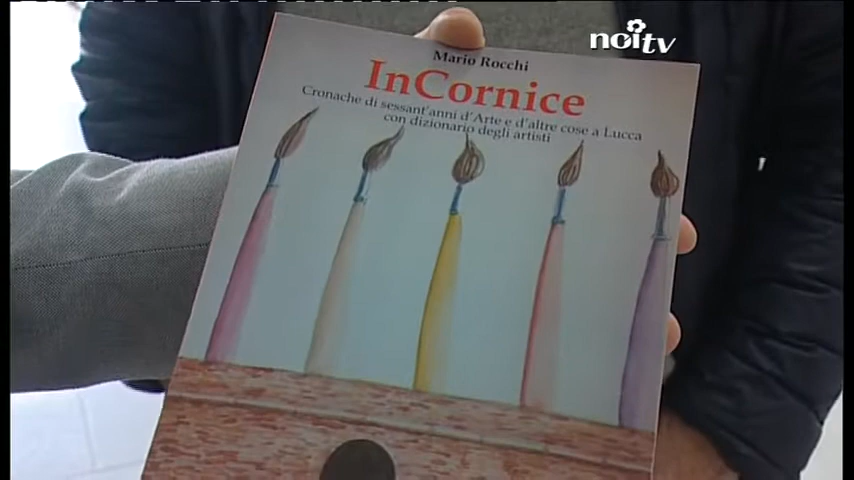 noitv
Mario Rocchi
InCornice
Cronache di sessant'anni d'Arte e d'altre cose a Lucca
con dizionario degli artisti